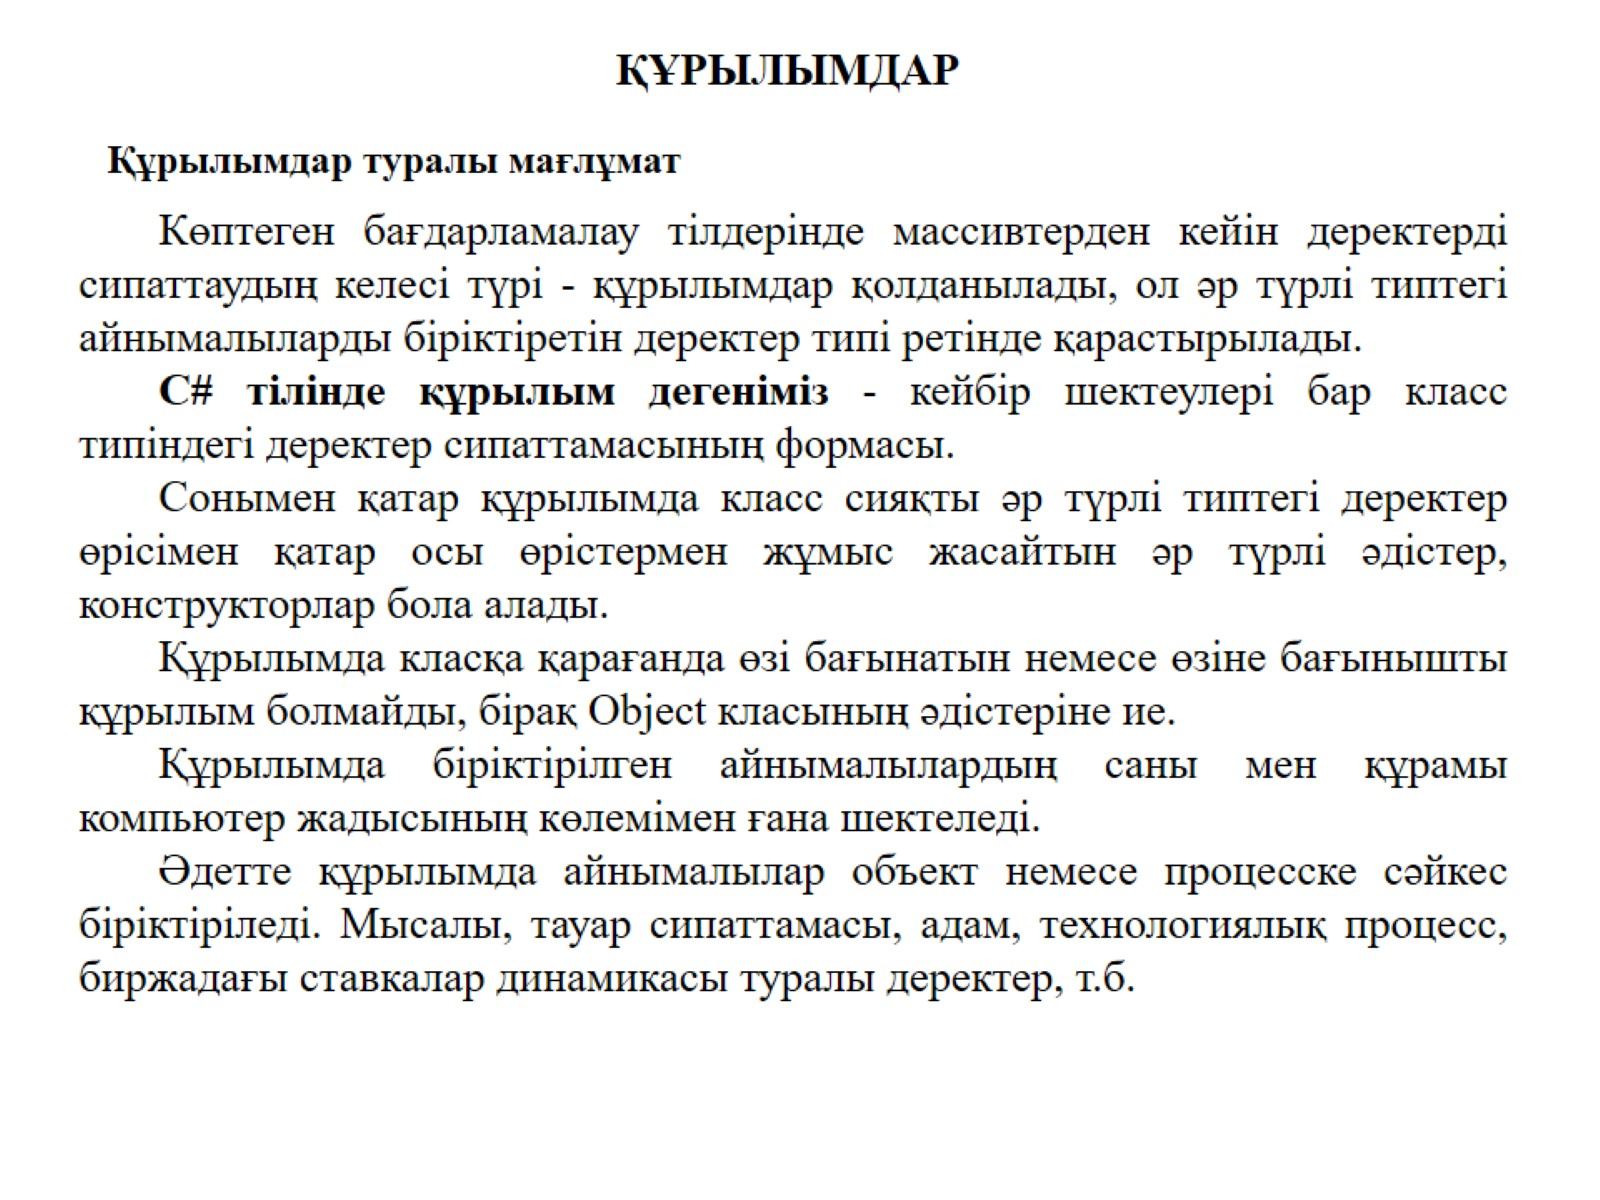 ҚҰРЫЛЫМДАР
Құрылымдар туралы мағлұмат
Көптеген бағдарламалау тілдерінде массивтерден кейін деректерді
сипаттаудың келесі түрі - құрылымдар қолданылады, ол әр түрлі типтегі
айнымалыларды біріктіретін деректер типі ретінде қарастырылады.
C# тілінде құрылым дегеніміз - кейбір шектеулері бар класс
типіндегі деректер сипаттамасының формасы.
Сонымен қатар құрылымда класс сияқты әр түрлі типтегі деректер
өрісімен қатар осы өрістермен жұмыс жасайтын әр түрлі әдістер,
конструкторлар бола алады.
Құрылымда класқа қарағанда өзі бағынатын немесе өзіне бағынышты
құрылым болмайды, бірақ Object класының әдістеріне ие.
Құрылымда біріктірілген айнымалылардың саны мен құрамы
компьютер жадысының көлемімен ғана шектеледі.
Әдетте құрылымда айнымалылар объект немесе процесске сәйкес
біріктіріледі. Мысалы, тауар сипаттамасы, адам, технологиялық процесс,
биржадағы ставкалар динамикасы туралы деректер, т.б.